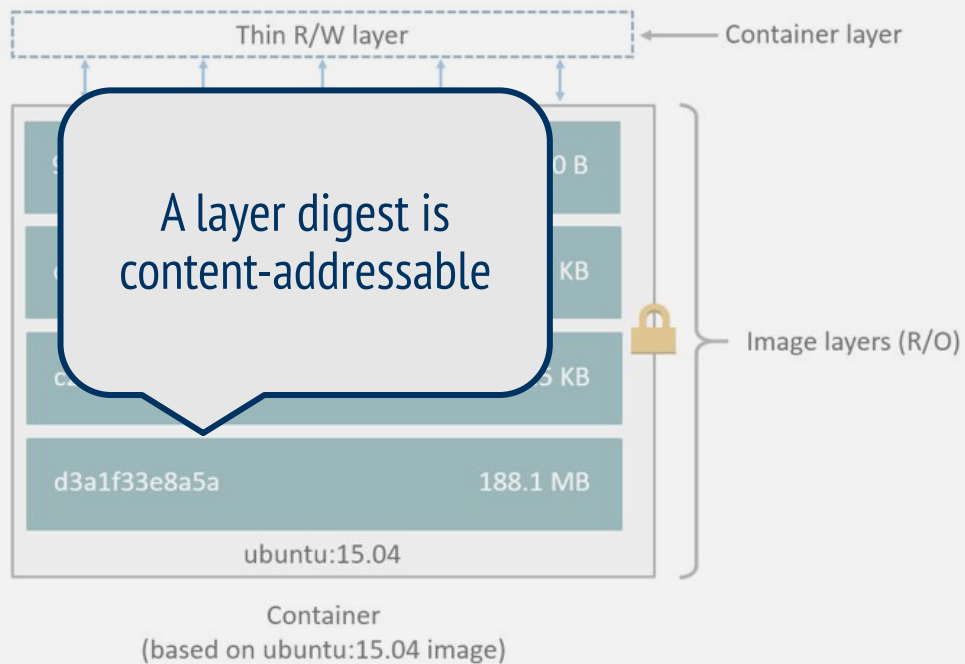 Thin R/W layer
Container layer
0 B
A layer digest is
content-addressable
KB
Image layers (R/O)
KB
d3a1f33e8a5a 188.1 MB
ubuntu:15.04
Container
(based on ubuntu:15.04 image)